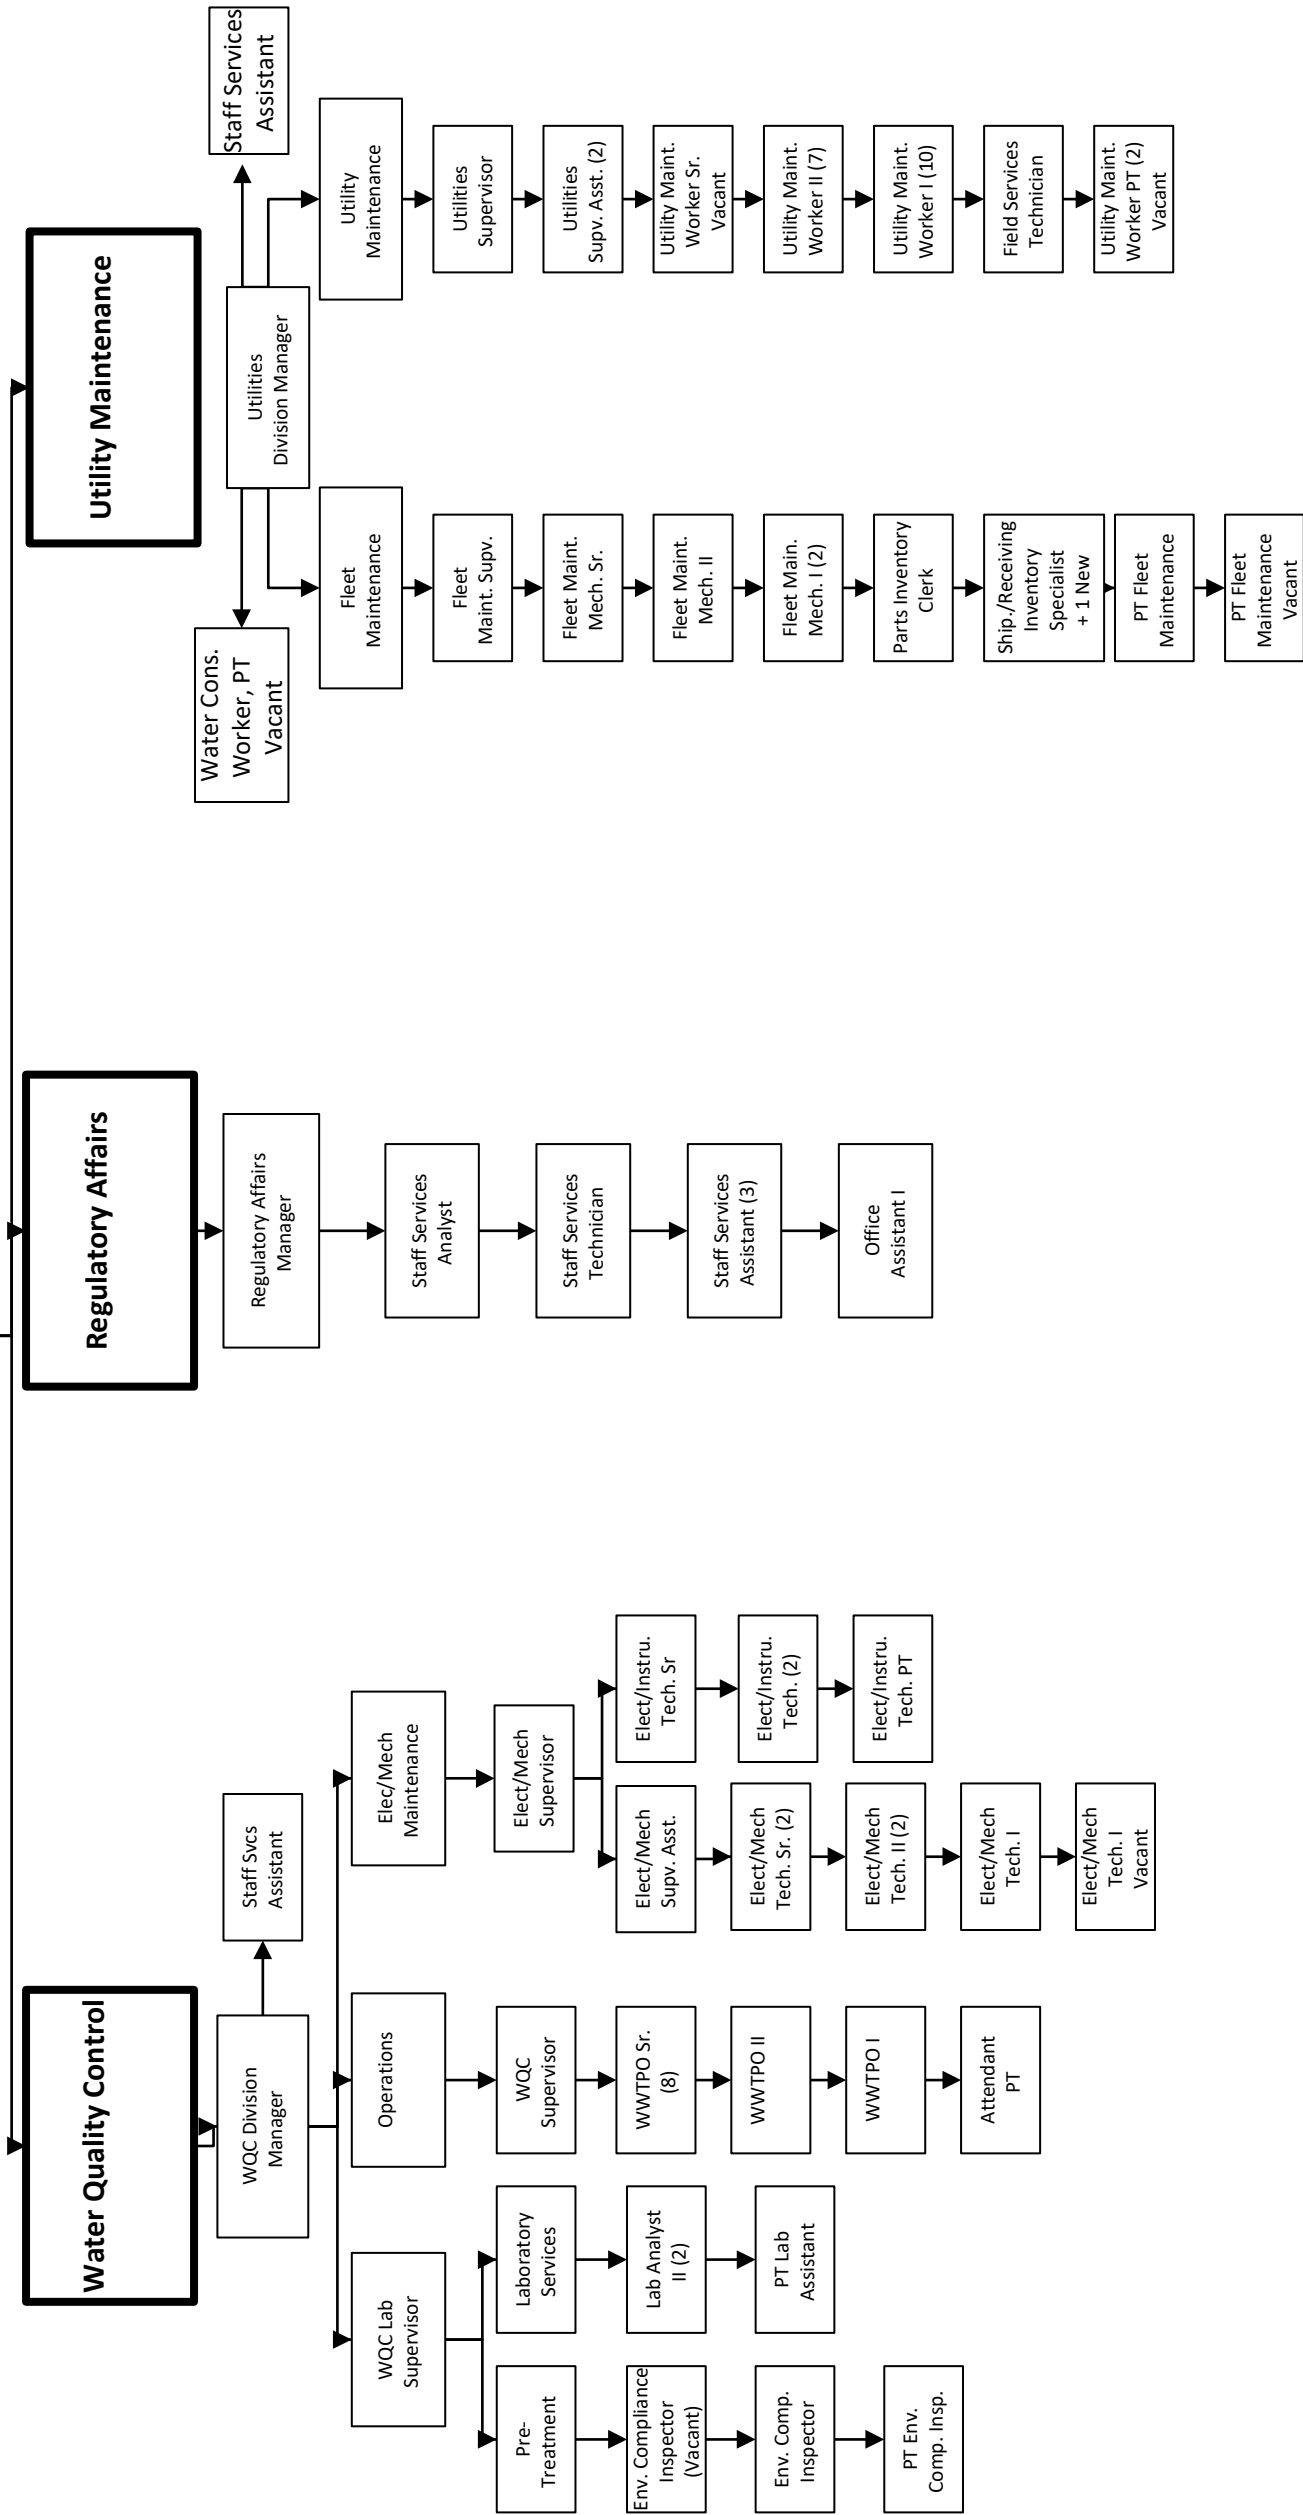 Water Quality Control
WQC Division
Manager
Staff Svcs
Assistant
WQC Lab
Supervisor
Pre-
Treatment
Env. Compliance
Inspector
(Vacant)
Env. Comp.
Inspector
PT Env.
Comp. Insp.
Laboratory
Services
Lab Analyst
II (2)
PT Lab
Assistant
Operations
WQC
Supervisor
WWTPO Sr.
(8)
WWTPO II
WWTPO I
Attendant
PT
Elec/Mech
Maintenance
Elect/Mech
Supervisor
Elect/Mech
Supv. Asst.
Elect/Mech
Tech. Sr. (2)
Elect/Mech
Tech. II (2)
Elect/Mech
Tech. I
Elect/Mech
Tech. I
Vacant
Elect/Instru.
Tech. Sr
Elect/Instru.
Tech. (2)
Elect/Instru.
Tech. PT
Regulatory Affairs
Regulatory Affairs
Manager
Staff Services
Analyst
Staff Services
Technician
Staff Services
Assistant (3)
Office
Assistant I
Utility Maintenance
Utilities
Division Manager
Water Cons.
Worker, PT
Vacant
Staff Services
Assistant
Fleet
Maintenance
Fleet
Maint. Supv.
Fleet Maint.
Mech. Sr.
Fleet Maint.
Mech. II
Fleet Main.
Mech. I (2)
Parts Inventory
Clerk
Ship./Receiving
Inventory
Specialist
+ 1 New
PT Fleet
Maintenance
PT Fleet
Maintenance
Vacant
Utility
Maintenance
Utilities
Supervisor
Utilities
Supv. Asst. (2)
Utility Maint.
Worker Sr.
Vacant
Utility Maint.
Worker II (7)
Utility Maint.
Worker I (10)
Field Services
Technician
Utility Maint.
Worker PT (2)
Vacant